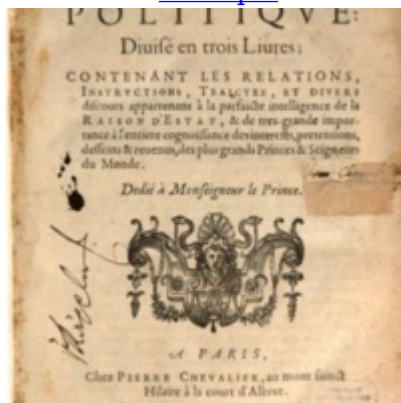 POLITIQVE:
Diuisé en trois Liures;
CONTENANT LES RELATIONS,
INSTRVCTIONS, TRAICTEZ, ET DIVERS
discours appartenans à la parfaicte intelligence de la
RAISON D'ESTAT, & de tres-grande impor-
tance à l'entiere cognoissance des interests, pretensions,
desseins & reuenus, des plus grands Princes & Seigneurs
du Monde.
Dedié à Monseigneur le Prince.
A PARIS,
Chez PIERRE CHEVALIER, au mont sainct
Hilaire à la court d'Albret.